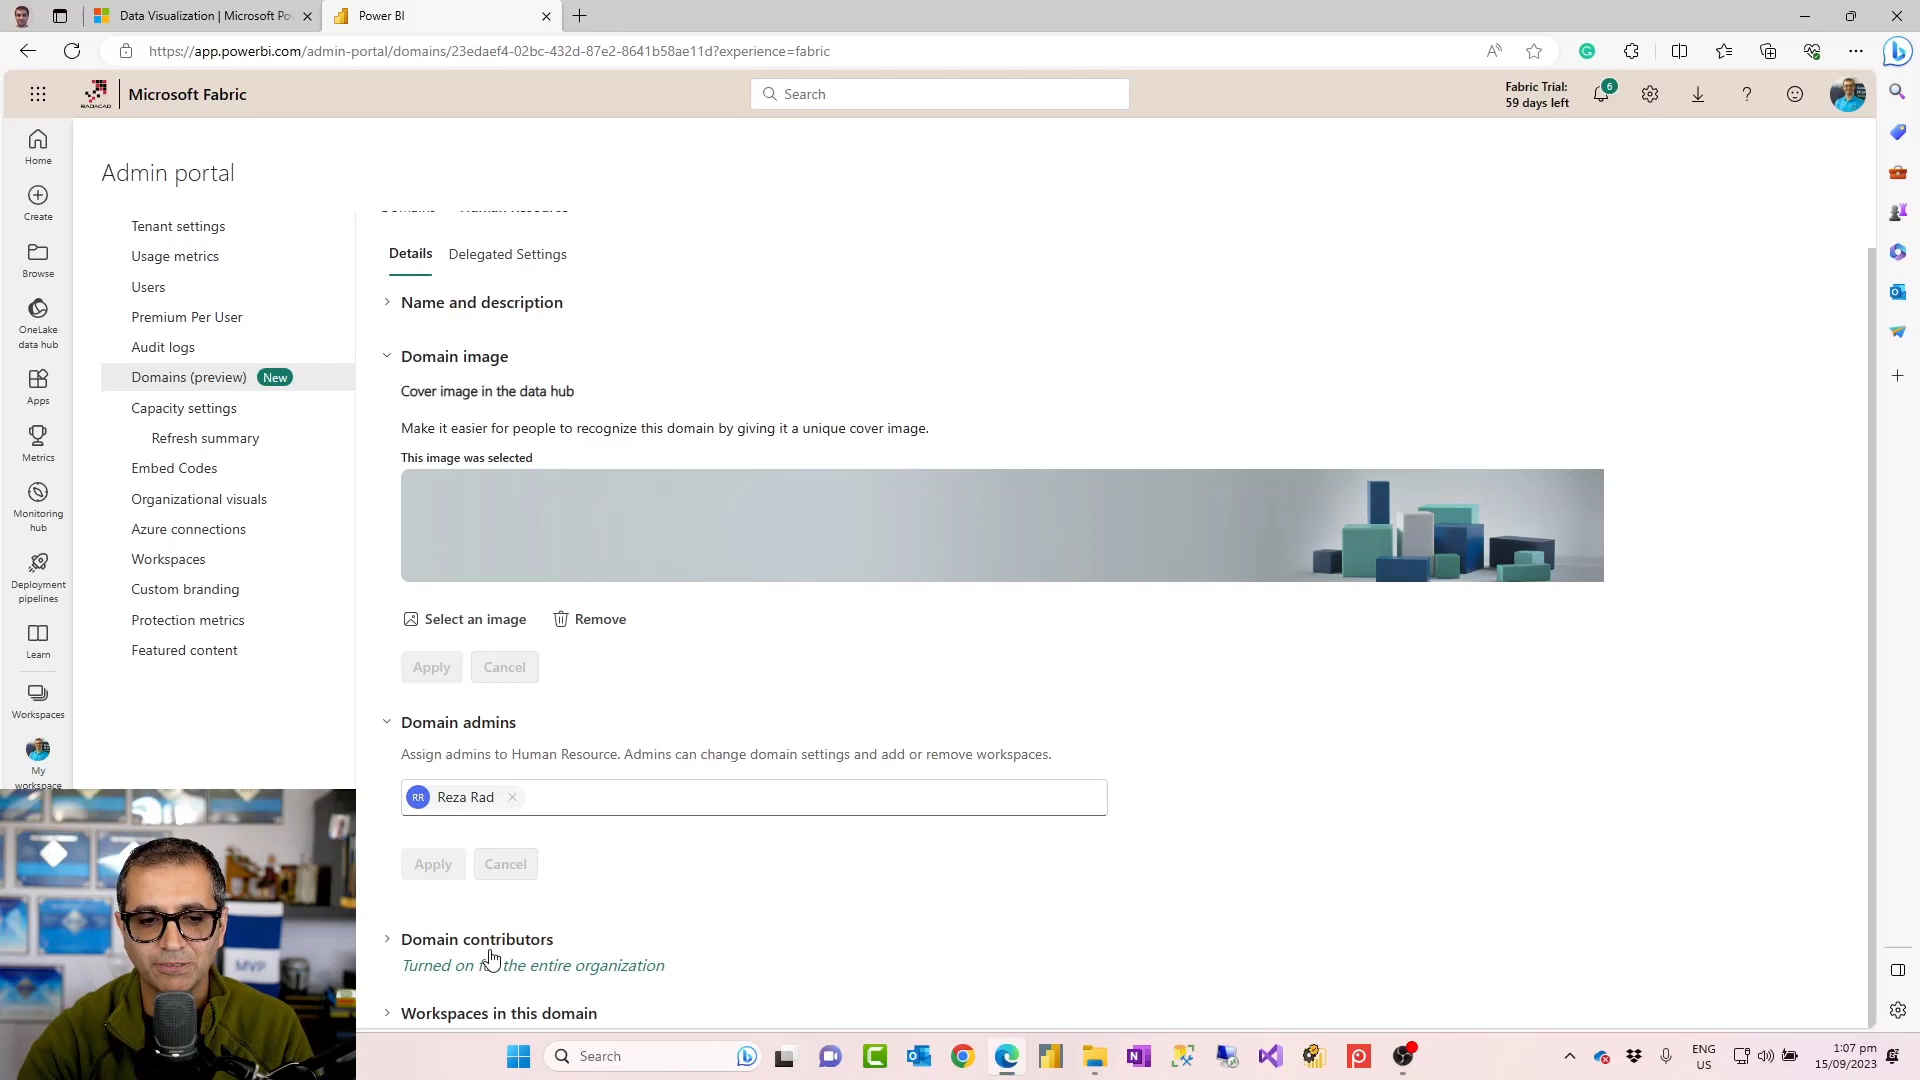 Data Visualization | Microsoft Po
Power BI
https://app.powerbi.com/admin-portal/domains/23edaef4-02bc-432d-87e2-8641b58ae11d?experience=fabric
RADACAD
Microsoft Fabric
Search
Fabric Trial:
59 days left
6
Home
Create
Browse
OneLake
data hub
Apps
Metrics
Monitoring
hub
Deployment
pipelines
Learn
Workspaces
My
workspace
Admin portal
Tenant settings
Usage metrics
Users
Premium Per User
Audit logs
Domains (preview) New
Capacity settings
Refresh summary
Embed Codes
Organizational visuals
Azure connections
Workspaces
Custom branding
Protection metrics
Featured content
Domains Human Resource
Details Delegated Settings
Name and description
Domain image
Cover image in the data hub
Make it easier for people to recognize this domain by giving it a unique cover image.
This image was selected
Select an image Remove
Apply Cancel
Domain admins
Assign admins to Human Resource. Admins can change domain settings and add or remove workspaces.
RR Reza Rad
Apply Cancel
Domain contributors
Turned on the entire organization
Workspaces in this domain
MVP
Search
ENG
US
1:07 pm
15/09/2023